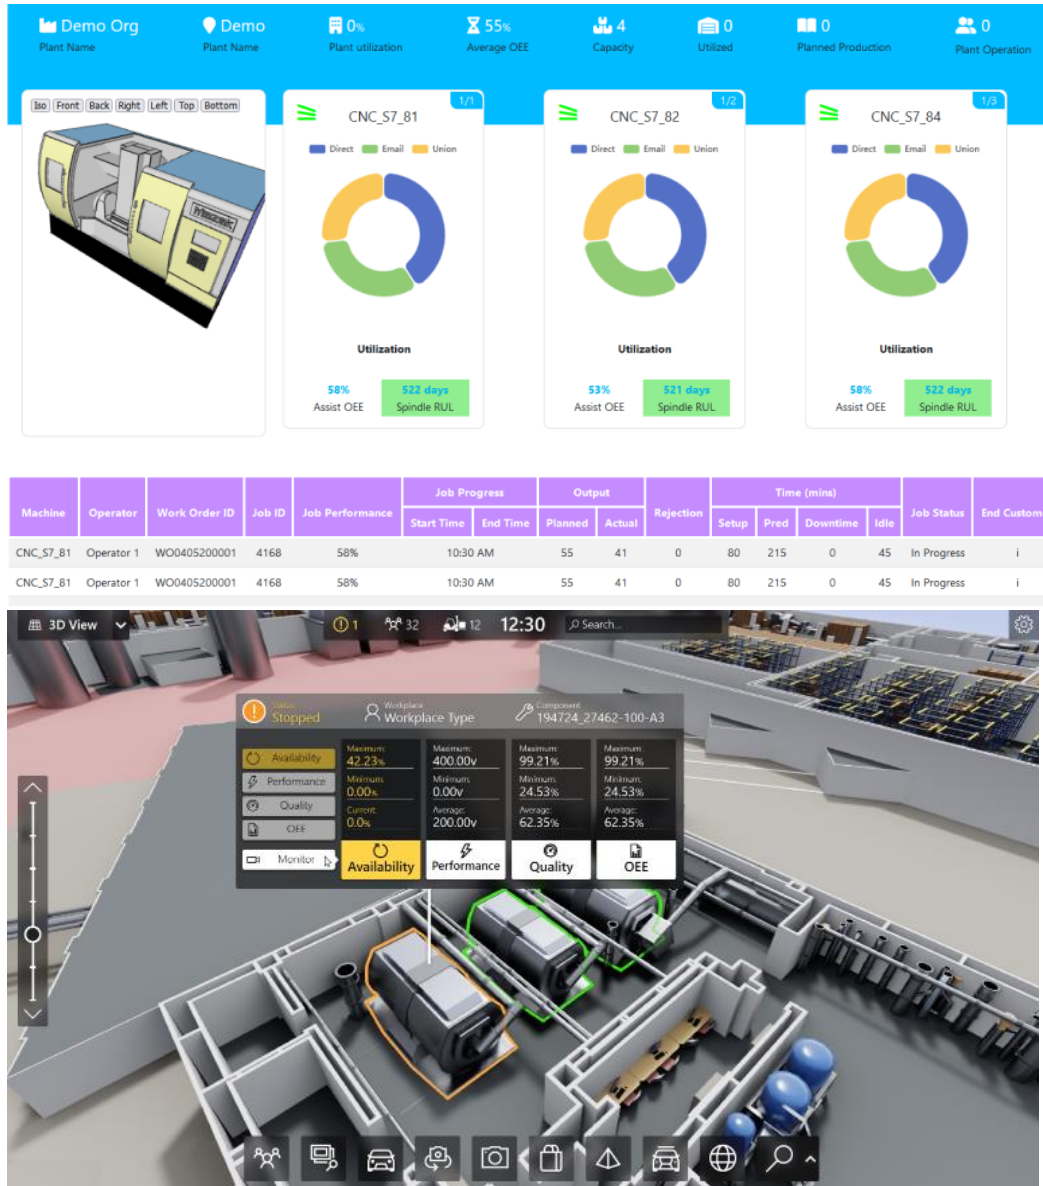 Demo Org
Plant Name
Demo
Plant Name
0%
Plant utilization
55%
Average OEE
4
Capacity
0
Utilized
0
Planned Production
0
Plant Operation
Iso Front Back Right Left Top Bottom
Mazak
1/1
CNC_S7_81
Direct Email Union
Utilization
58%
Assist OEE
522 days
Spindle RUL
1/2
CNC_S7_82
Direct Email Union
Utilization
53%
Assist OEE
521 days
Spindle RUL
1/3
CNC_S7_84
Direct Email Union
Utilization
58%
Assist OEE
522 days
Spindle RUL
Job Progress Output Time (mins)
Machine Operator Work Order ID Job ID Job Performance Rejection Job Status End Custom
Start Time End Time Planned Actual Setup Pred Downtime Idle
CNC_S7_81 Operator 1 WO0405200001 4168 58% 10:30 AM 55 41 0 80 215 0 45 In Progress i
CNC_S7_81 Operator 1 WO0405200001 4168 58% 10:30 AM 55 41 0 80 215 0 45 In Progress i
3D View 1 32 12 12:30 Search...
Status
Stopped
Workplace
Workplace Type
Component
194724_27462-100-A3
Availability
Performance
Quality
OEE
Monitor
Maximum:
42.23%
Minimum:
0.00%
Current:
0.0%
Availability
Maximum:
400.00v
Minimum:
0.00v
Average:
200.00v
Performance
Maximum:
99.21%
Minimum:
24.53%
Average:
62.35%
Quality
Maximum:
99.21%
Minimum:
24.53%
Average:
62.35%
OEE